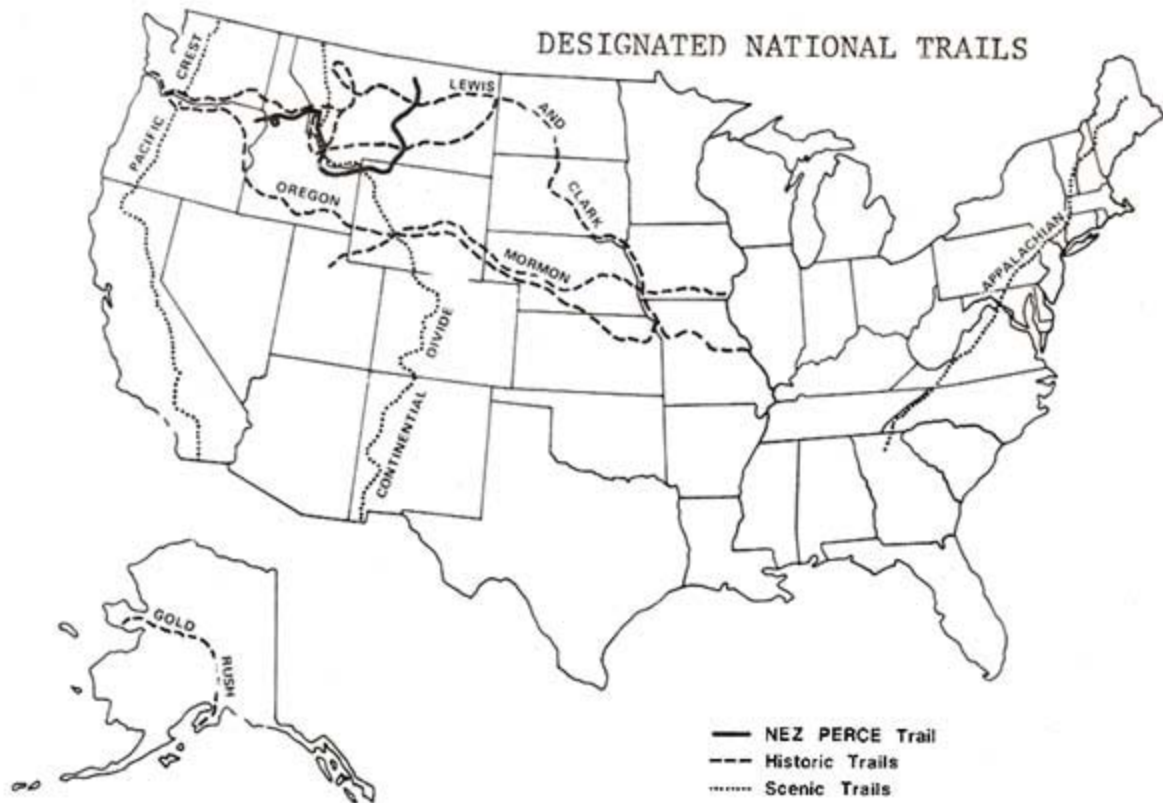 DESIGNATED NATIONAL TRAILS
PACIFIC
CREST
LEWIS
AND
CLARK
OREGON
MORMON
CONTINENTIAL
DIVIDE
APPALACHIAN
GOLD
RUSH
NEZ PERCE Trail
Historic Trails
Scenic Trails